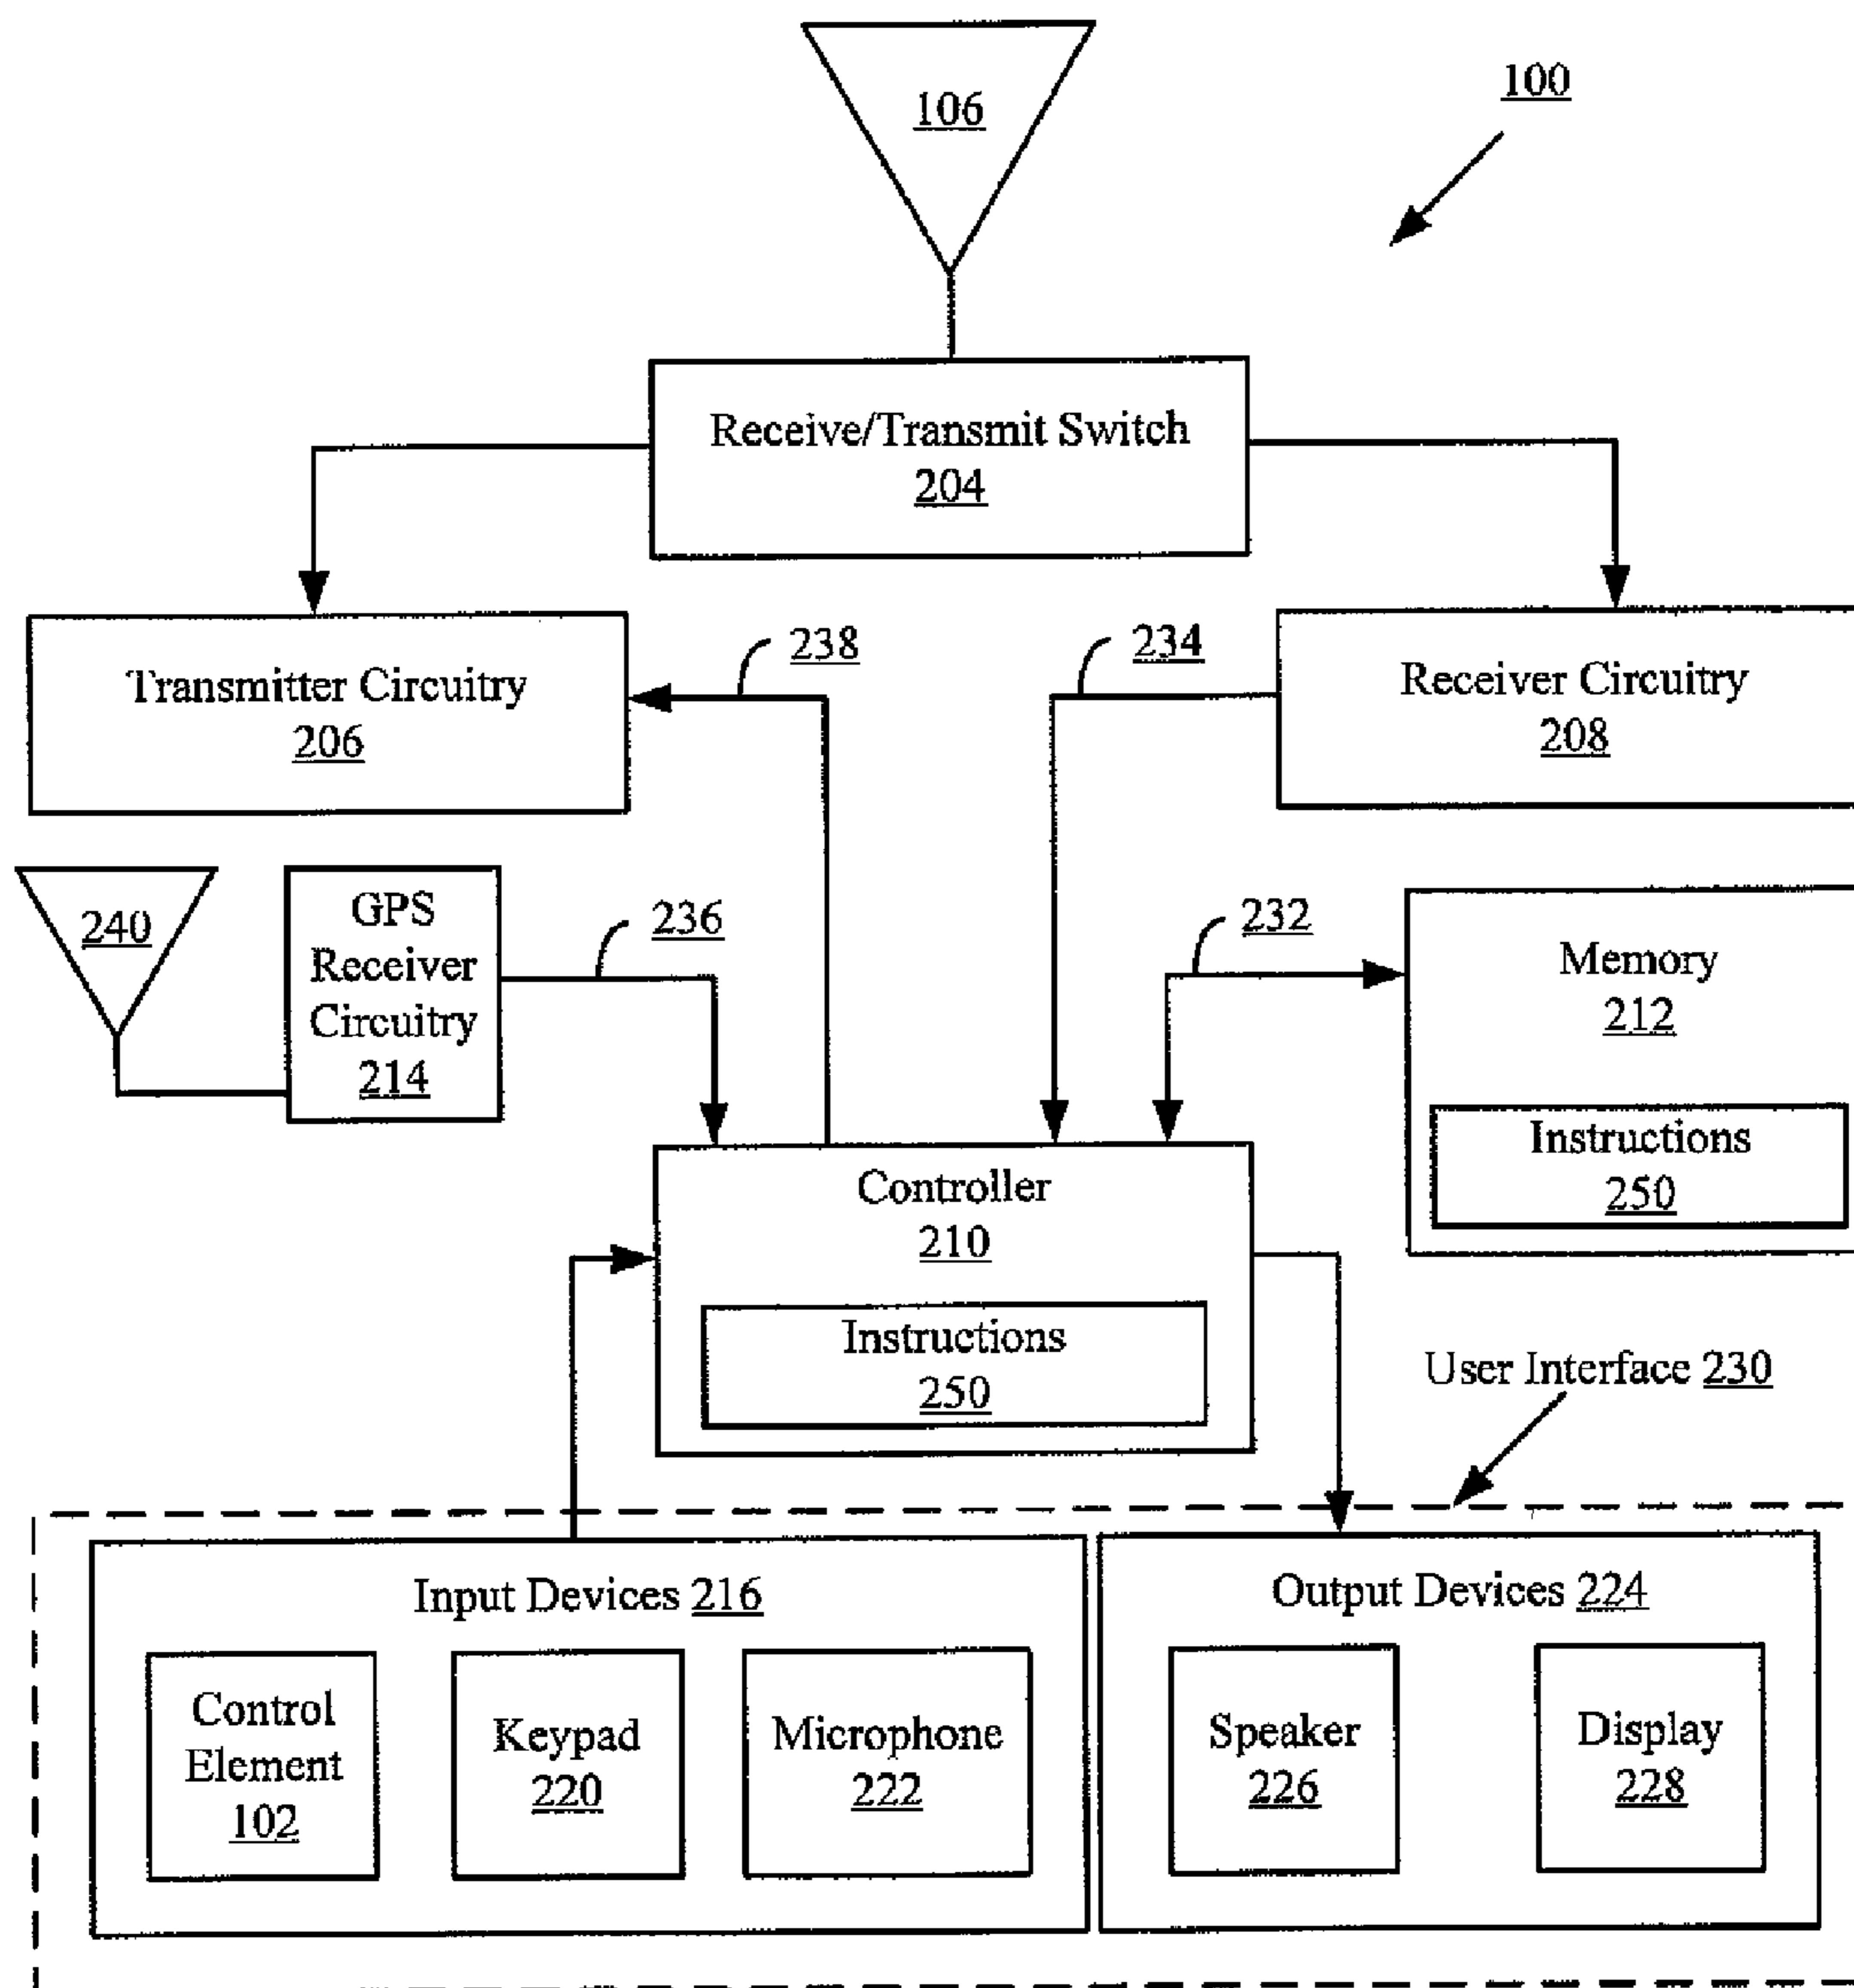 106
100
Receive/Transmit Switch
204
238
234
Transmitter Circuitry
206
Receiver Circuitry
208
240
GPS
Receiver
Circuitry
214
236
232
Memory
212
Instructions
250
Controller
210
Instructions
250
User Interface 230
Input Devices 216
Control
Element
102
Keypad
220
Microphone
222
Output Devices 224
Speaker
226
Display
228